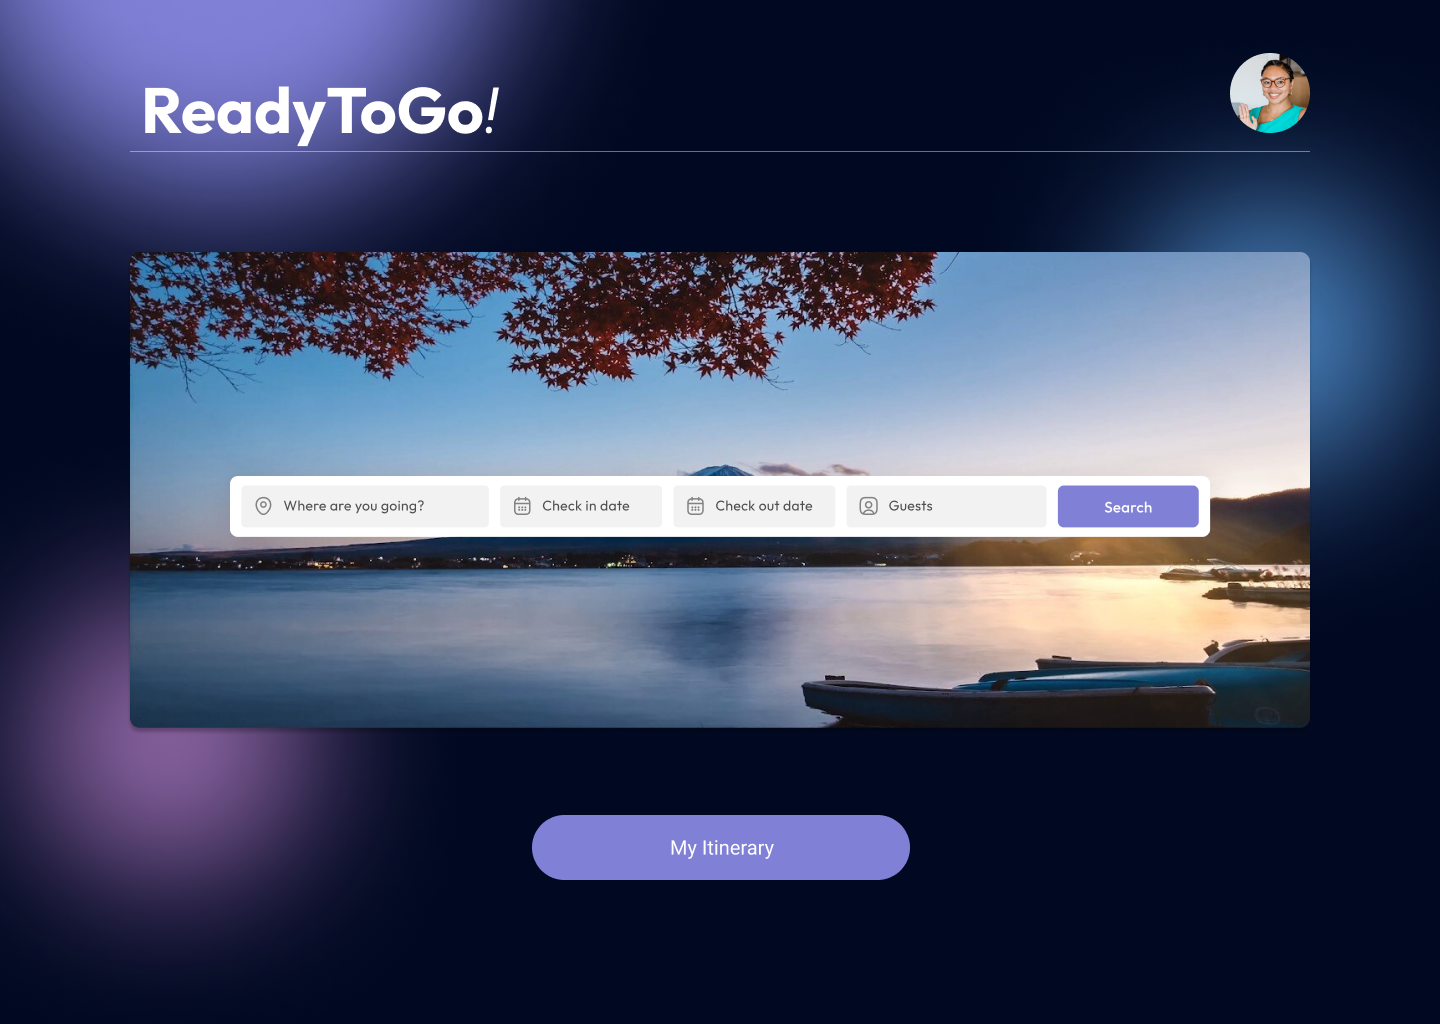 ReadyToGo!
Where are you going?
Check in date
Check out date
Guests
Search
My Itinerary